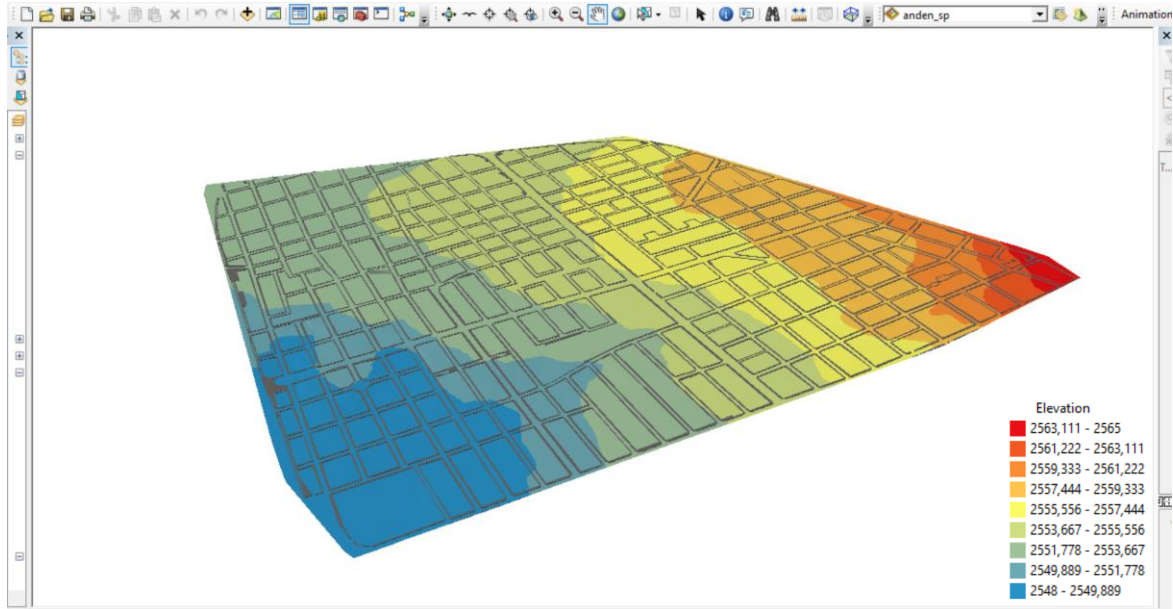 anden_sp
Animation
T...
Elevation
2563,111 - 2565
2561,222 - 2563,111
2559,333 - 2561,222
2557,444 - 2559,333
2555,556 - 2557,444
2553,667 - 2555,556
2551,778 - 2553,667
2549,889 - 2551,778
2548 - 2549,889